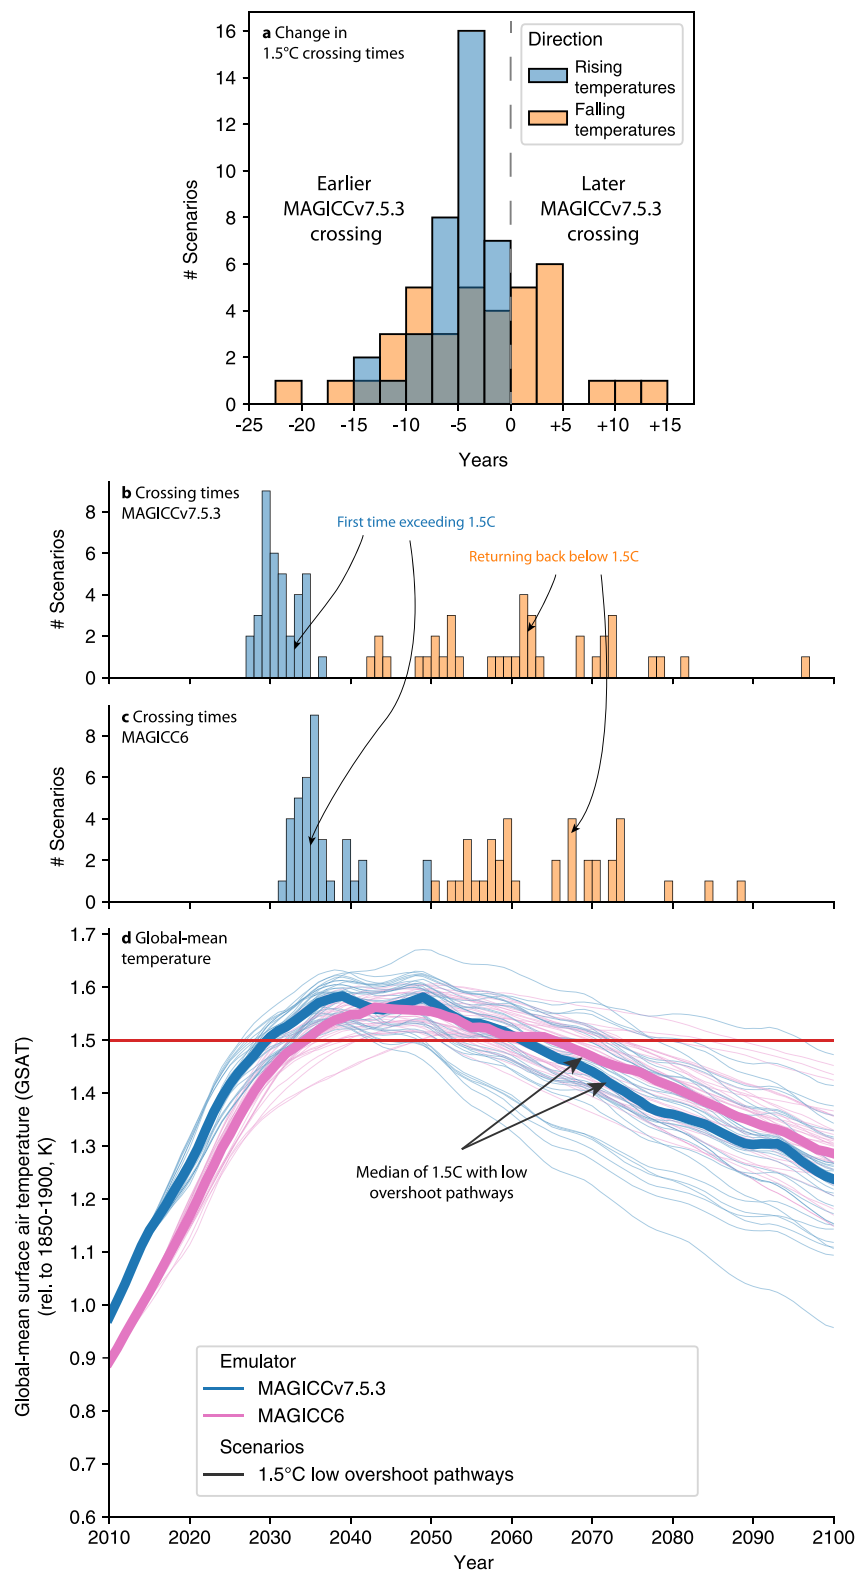 a Change in
1.5°C crossing times
Direction
Rising
temperatures
Falling
temperatures
Earlier
MAGICCv7.5.3
crossing
Later
MAGICCv7.5.3
crossing
# Scenarios
16
14
12
10
8
6
4
2
0
-25 -20 -15 -10 -5 0 +5 +10 +15
Years
b Crossing times
MAGICCv7.5.3
First time exceeding 1.5C
Returning back below 1.5C
# Scenarios
8
6
4
2
0
c Crossing times
MAGICC6
# Scenarios
8
6
4
2
0
d Global-mean
temperature
Global-mean surface air temperature (GSAT)
(rel. to 1850-1900, K)
1.7
1.6
1.5
1.4
1.3
1.2
1.1
1.0
0.9
0.8
0.7
0.6
Median of 1.5C with low
overshoot pathways
Emulator
MAGICCv7.5.3
MAGICC6
Scenarios
1.5°C low overshoot pathways
2010 2020 2030 2040 2050 2060 2070 2080 2090 2100
Year